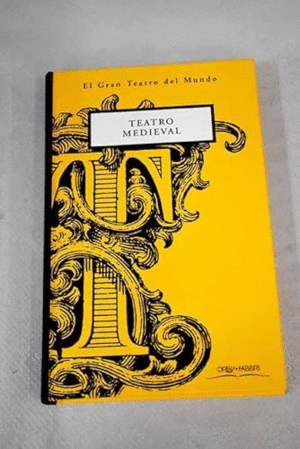 El Gran Teatro del Mundo
TEATRO
MEDIEVAL
T
ORBIS•FABBRI